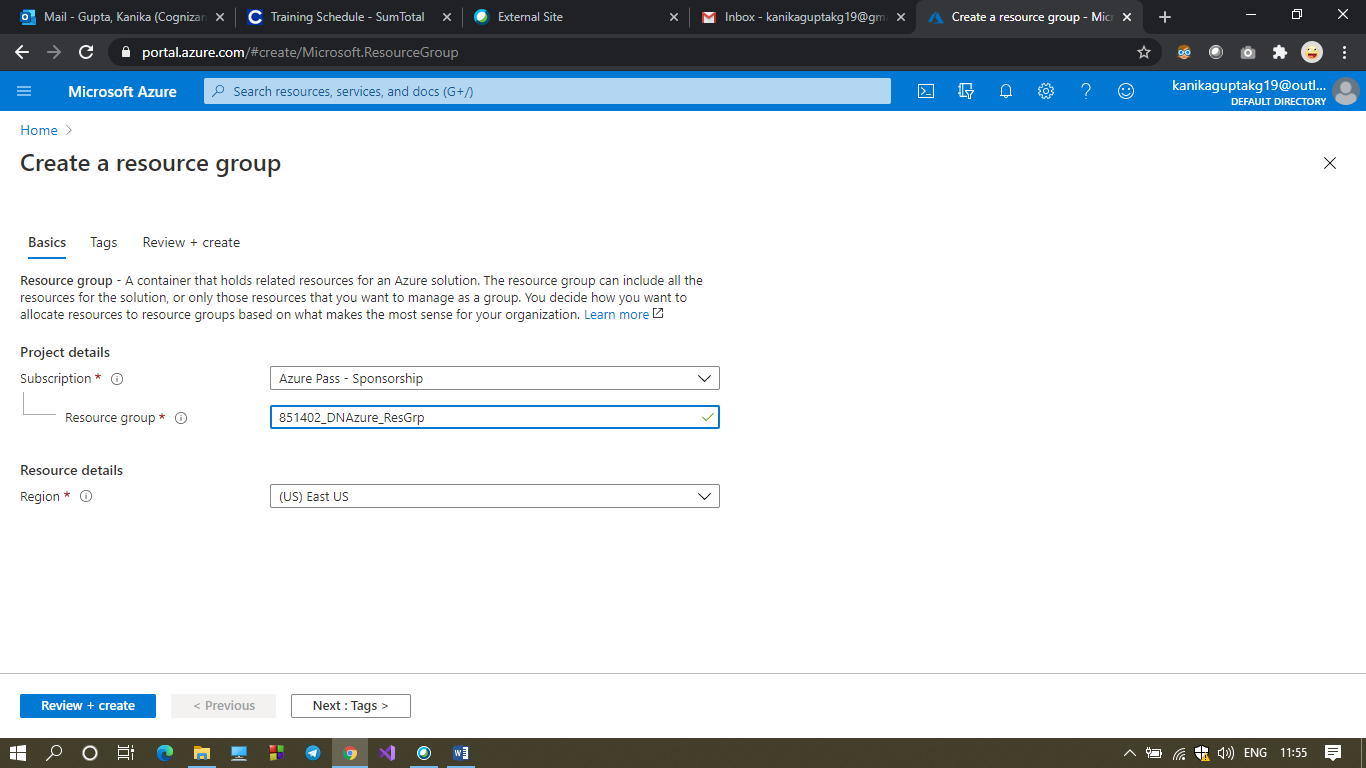 Mail - Gupta, Kanika (Cognizan
Training Schedule - SumTotal
External Site
Inbox - kanikaguptakg19@gma
Create a resource group - Micr
portal.azure.com/#create/Microsoft.ResourceGroup
Microsoft Azure
Search resources, services, and docs (G+/)
kanikaguptakg19@outl...
DEFAULT DIRECTORY
Home
Create a resource group
Basics Tags Review + create
Resource group - A container that holds related resources for an Azure solution. The resource group can include all the
resources for the solution, or only those resources that you want to manage as a group. You decide how you want to
allocate resources to resource groups based on what makes the most sense for your organization. Learn more
Project details
Subscription * Azure Pass - Sponsorship
Resource group * 851402_DNAzure_ResGrp
Resource details
Region * (US) East US
Review + create < Previous Next : Tags >
ENG 11:55